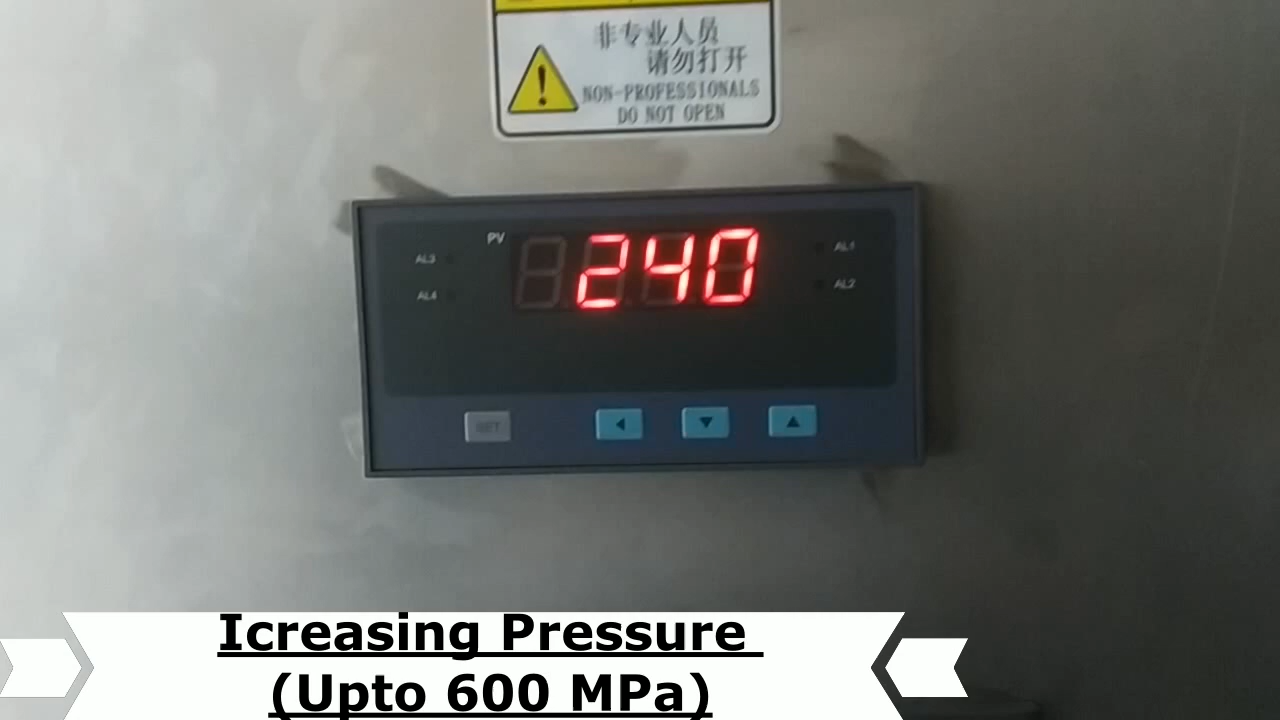 非专业人员
请勿打开
NON-PROFESSIONALS
DO NOT OPEN
PV
240
AL3
AL1
AL4
AL2
SET
Icreasing Pressure
(Upto 600 MPa)